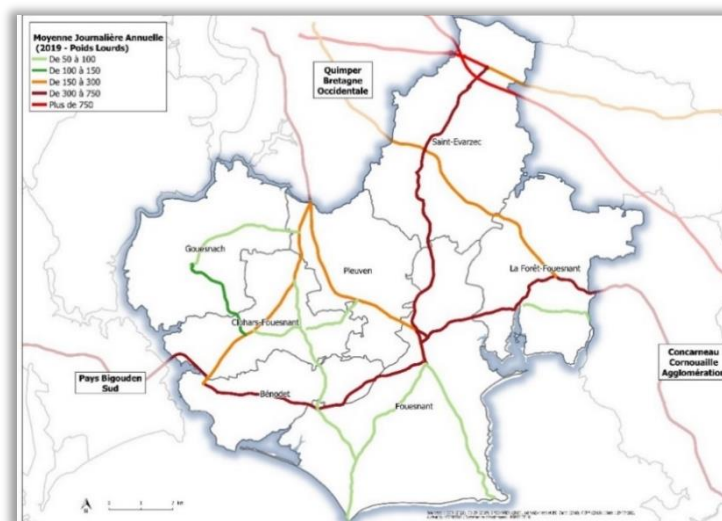 Moyenne Journalière Annuelle
(2019 - Poids Lourds)
De 50 à 100
De 100 à 150
De 150 à 300
De 300 à 750
Plus de 750
Quimper
Bretagne
Occidentale
Saint-Evarzec
Gouesnach
Pleuven
La Forêt-Fouesnant
Clohars-Fouesnant
Concarneau
Cornouaille
Agglomération
Pays Bigouden
Sud
Bénodet
Fouesnant